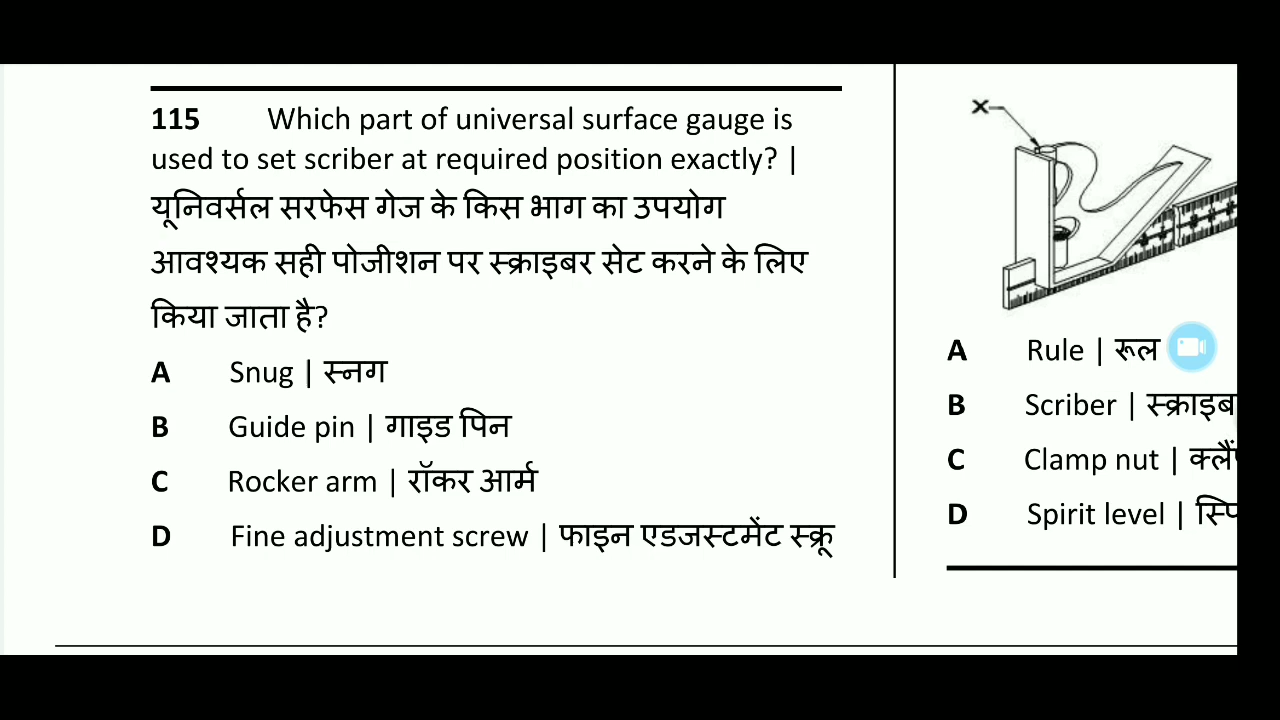 115 Which part of universal surface gauge is
used to set scriber at required position exactly? |
यूनिवर्सल सरफेस गेज के किस भाग का उपयोग
आवश्यक सही पोजीशन पर स्क्राइबर सेट करने के लिए
किया जाता है?
A Snug | स्नग
B Guide pin | गाइड पिन
C Rocker arm | रॉकर आर्म
D Fine adjustment screw | फाइन एडजस्टमेंट स्क्रू
X
A Rule | रूल
B Scriber |
C Clamp nut |
D Spirit level |